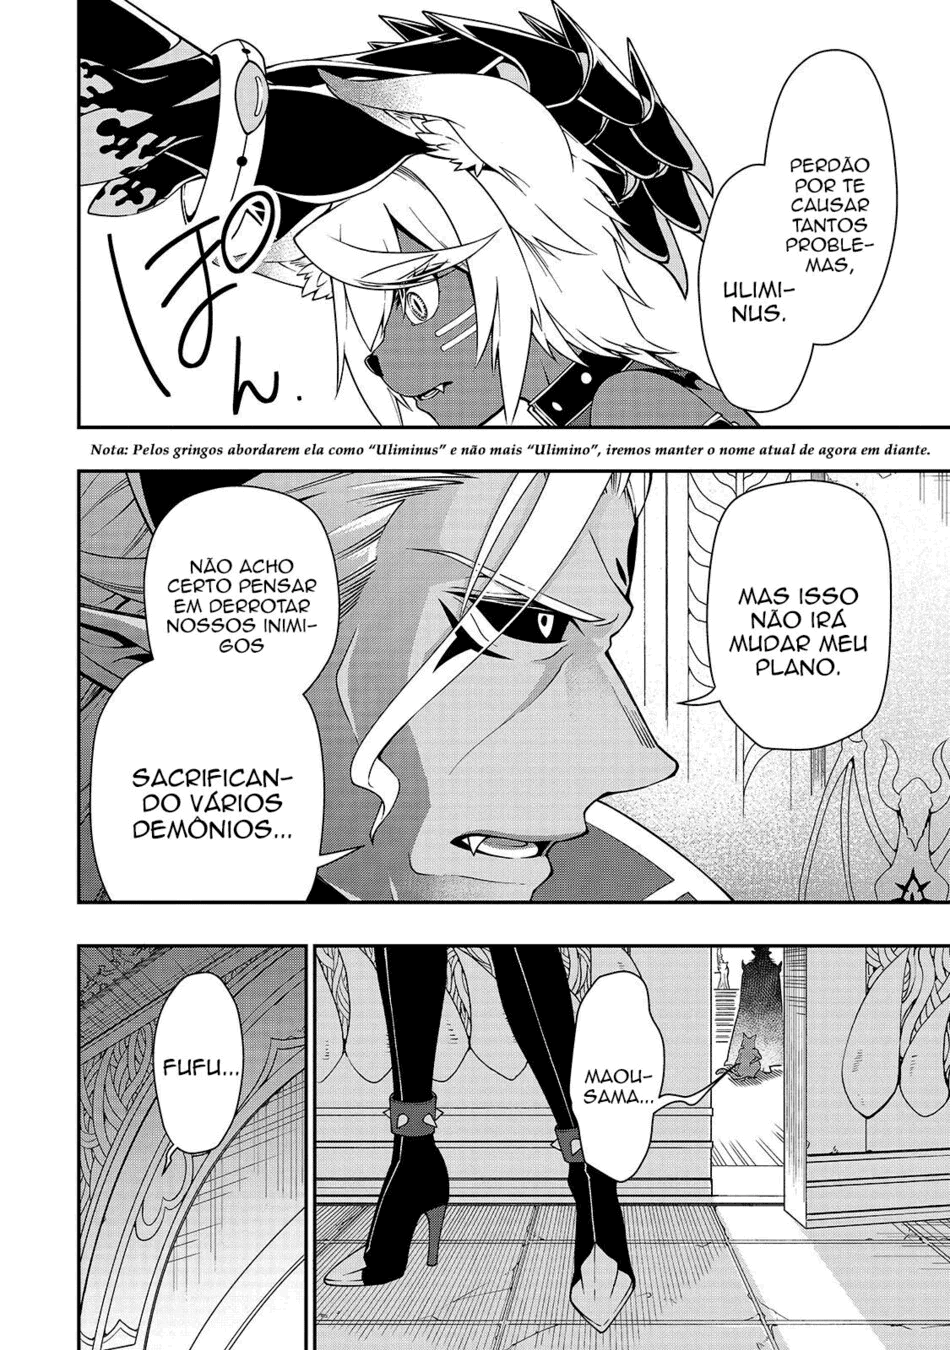 PERDÃO
POR TE
CAUSAR
TANTOS
PROBLE-
MAS,
ULIMI-
NUS.
ぽん.
Nota: Pelos gringos abordarem ela como “Uliminus” e não mais “Ulimino”, iremos manter o nome atual de agora em diante.
MAS ISSO
NÃO IRÁ
MUDAR MEU
PLANO.
NÃO ACHO
CERTO PENSAR
EM DERROTAR
NOSSOS INIMI-
GOS
SACRIFICAN-
DO VÁRIOS
DEMÔNIOS...
FUFU...
MAOU-
SAMA...